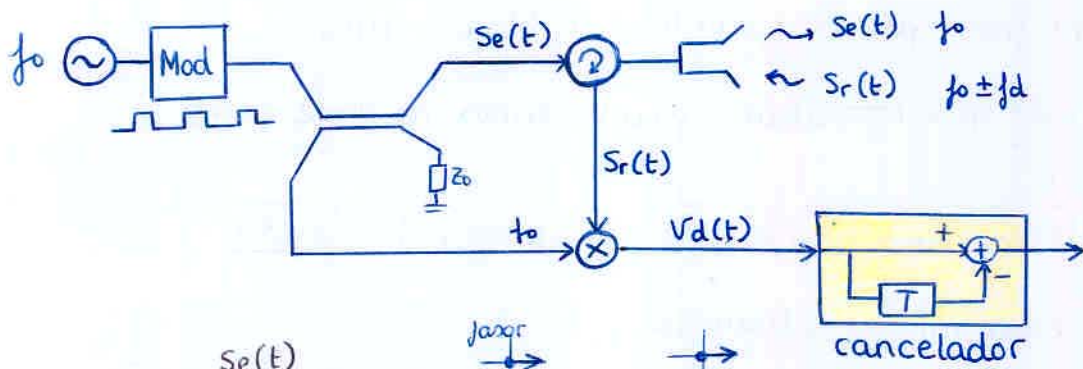 Se(t)
Se(t) fo
fo
Mod
Sr(t) fo ± fd
Zo
Sr(t)
fo
Vd(t)
+
-
T
cancelador
Se(t)
fasor